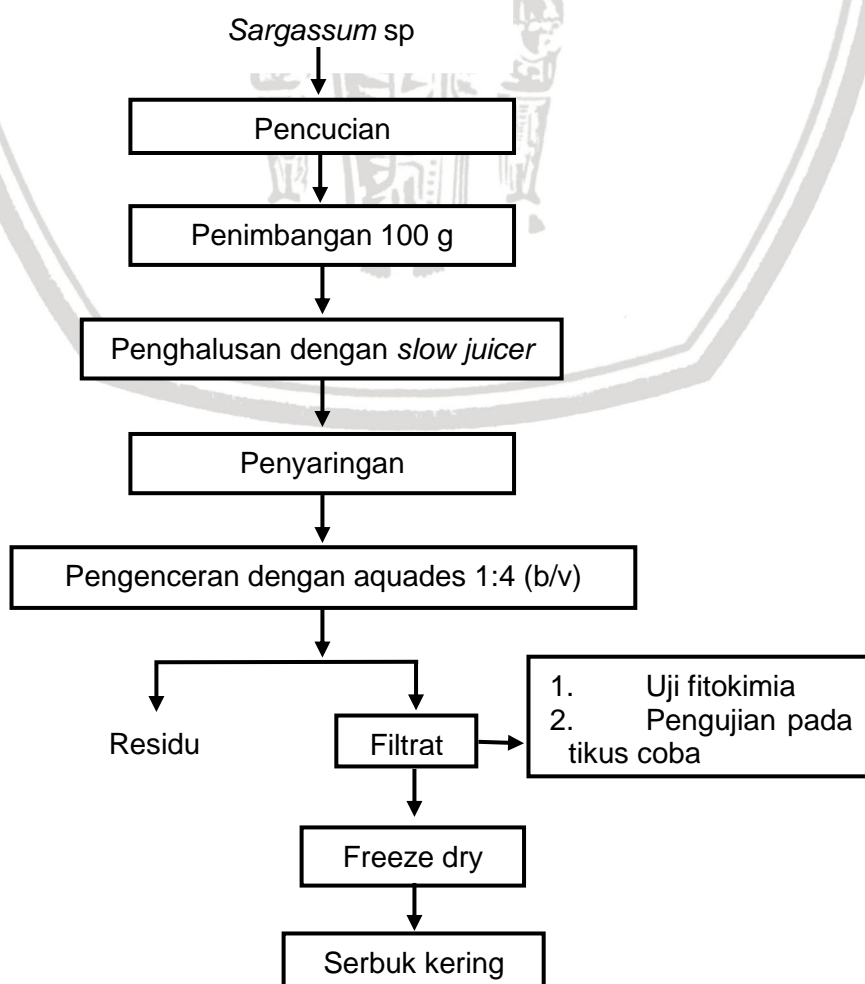 Sargassum sp
Pencucian
Penimbangan 100 g
Penghalusan dengan slow juicer
Penyaringan
Pengenceran dengan aquades 1:4 (b/v)
1. Uji fitokimia
2. Pengujian pada
tikus coba
Residu
Filtrat
Freeze dry
Serbuk kering